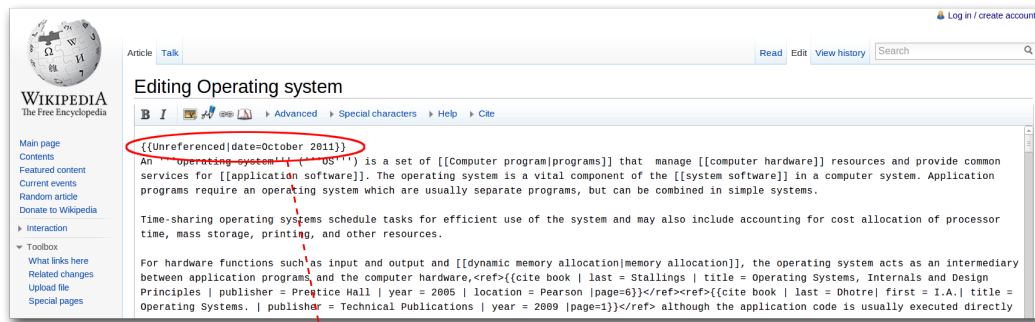 Log in / create account
Article Talk Read Edit View history Search
WIKIPEDIA
The Free Encyclopedia
Editing Operating system
B I Advanced Special characters Help Cite
Main page
Contents
Featured content
Current events
Random article
Donate to Wikipedia
Interaction
Toolbox
What links here
Related changes
Upload file
Special pages
{{Unreferenced|date=October 2011}}
An '''operating system''' ('''OS''') is a set of [[Computer program|programs]] that manage [[computer hardware]] resources and provide common
services for [[application software]]. The operating system is a vital component of the [[system software]] in a computer system. Application
programs require an operating system which are usually separate programs, but can be combined in simple systems.
Time-sharing operating systems schedule tasks for efficient use of the system and may also include accounting for cost allocation of processor
time, mass storage, printing, and other resources.
For hardware functions such as input and output and [[dynamic memory allocation|memory allocation]], the operating system acts as an intermediary
between application programs and the computer hardware,<ref>{{cite book | last = Stallings | title = Operating Systems, Internals and Design
Principles | publisher = Prentice Hall | year = 2005 | location = Pearson |page=6}}</ref><ref>{{cite book | last = Dhotre| first = I.A.| title =
Operating Systems. | publisher = Technical Publications | year = 2009 |page=1}}</ref> although the application code is usually executed directly